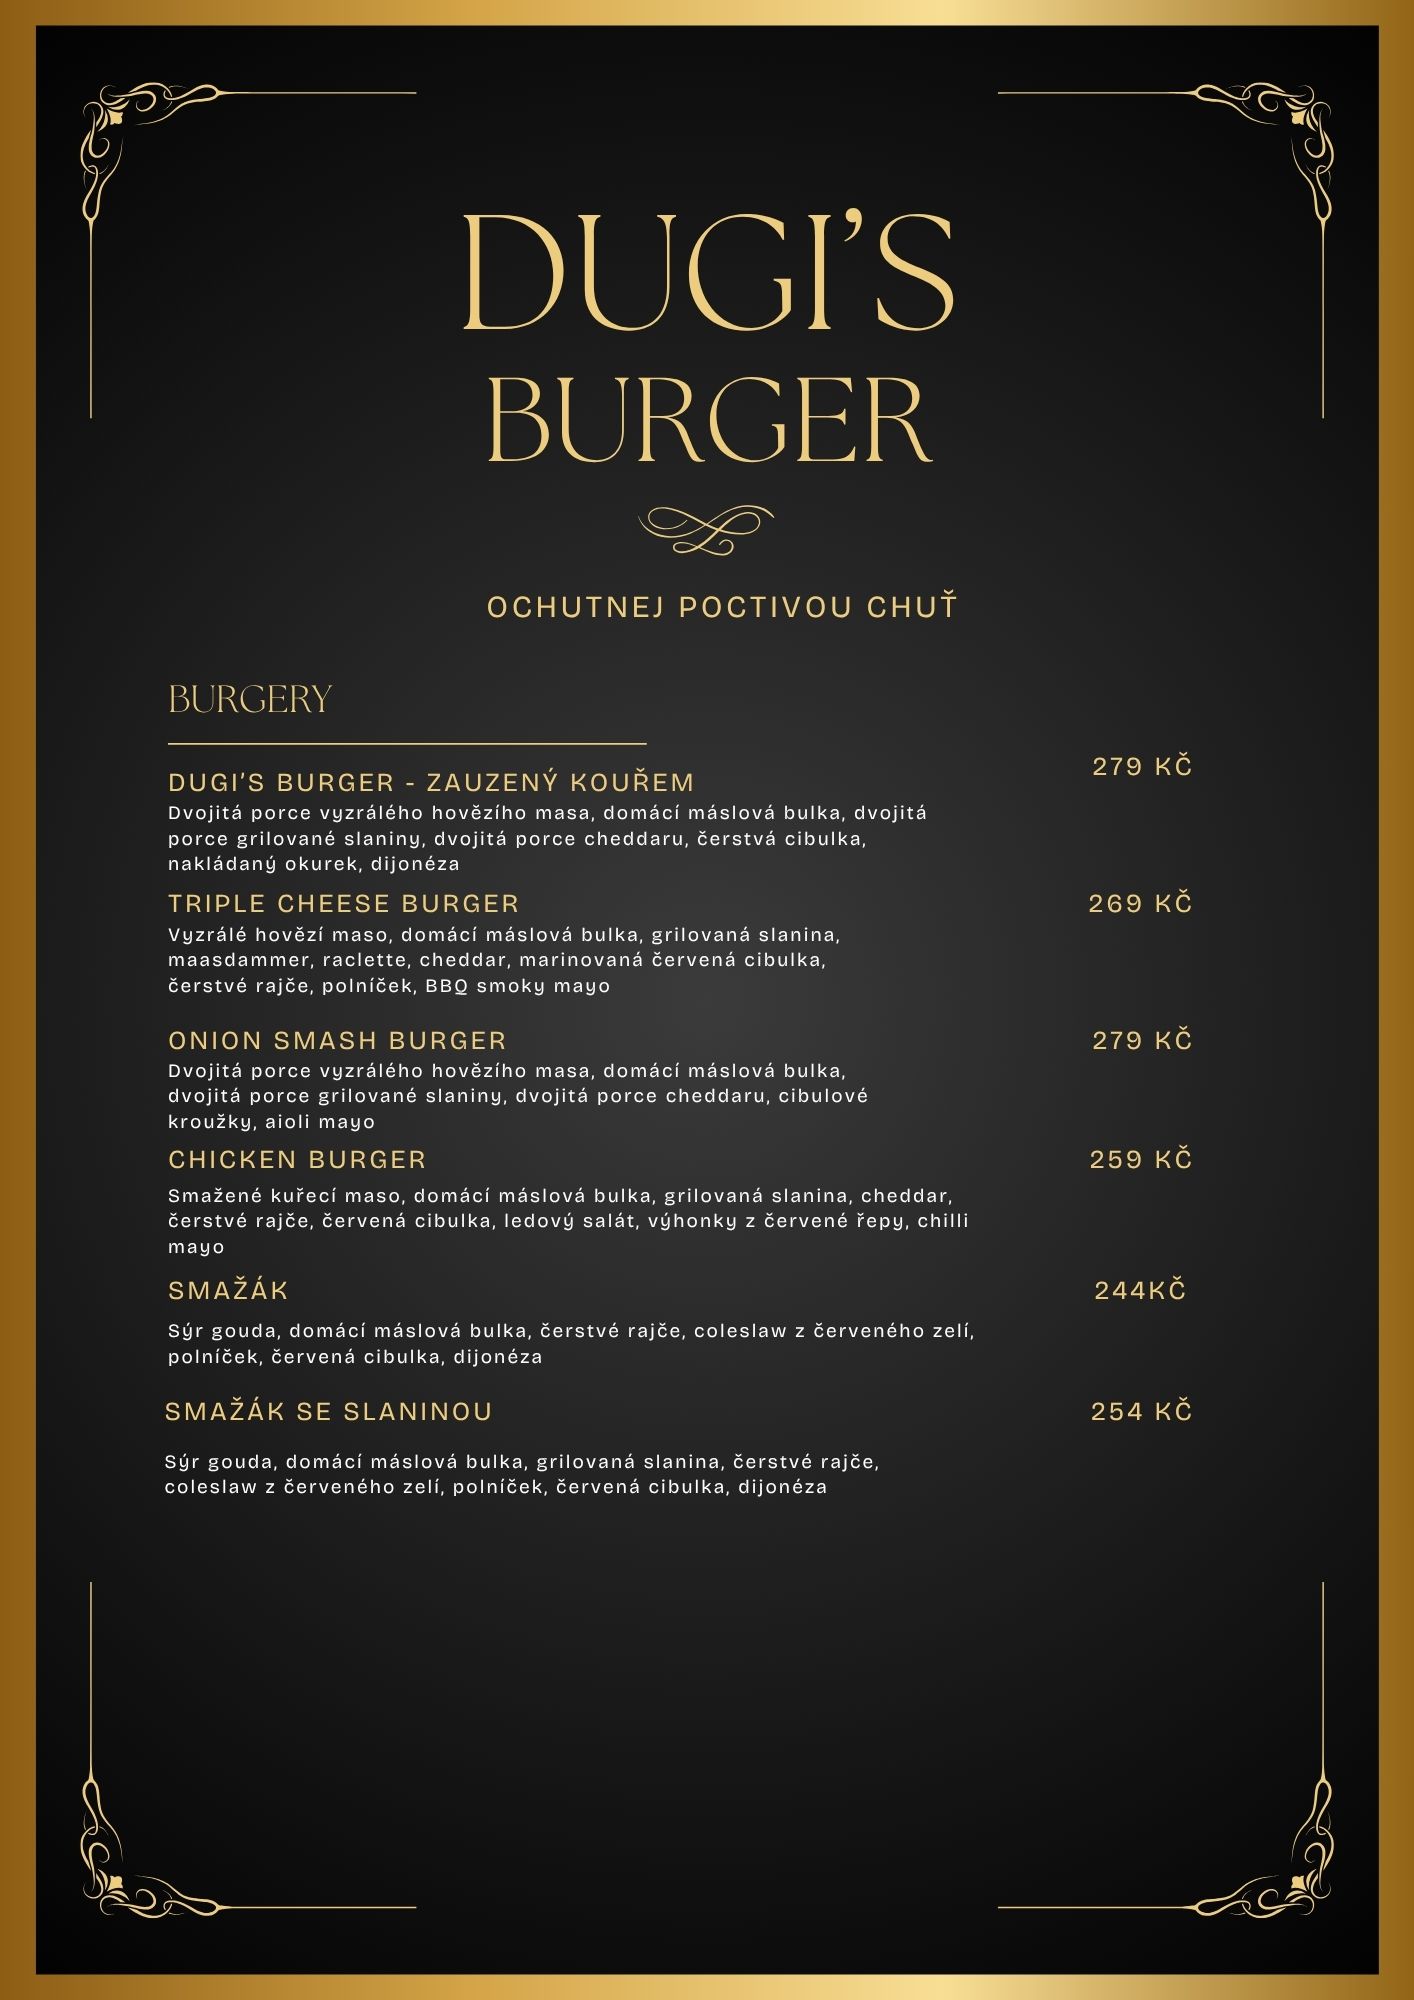 DUGI’S
BURGER
OCHUTNEJ POCTIVOU CHUŤ
BURGERY
279 KČ
DUGI’S BURGER - ZAUZENÝ KOUŘEM
Dvojitá porce vyzrálého hovězího masa, domácí máslová bulka, dvojitá
porce grilované slaniny, dvojitá porce cheddaru, čerstvá cibulka,
nakládaný okurek, dijonéza
TRIPLE CHEESE BURGER 269 KČ
Vyzrálé hovězí maso, domácí máslová bulka, grilovaná slanina,
maasdammer, raclette, cheddar, marinovaná červená cibulka,
čerstvé rajče, polníček, BBQ smoky mayo
ONION SMASH BURGER 279 KČ
Dvojitá porce vyzrálého hovězího masa, domácí máslová bulka,
dvojitá porce grilované slaniny, dvojitá porce cheddaru, cibulové
kroužky, aioli mayo
CHICKEN BURGER 259 KČ
Smažené kuřecí maso, domácí máslová bulka, grilovaná slanina, cheddar,
čerstvé rajče, červená cibulka, ledový salát, výhonky z červené řepy, chilli
mayo
SMAŽÁK 244KČ
Sýr gouda, domácí máslová bulka, čerstvé rajče, coleslaw z červeného zelí,
polníček, červená cibulka, dijonéza
SMAŽÁK SE SLANINOU 254 KČ
Sýr gouda, domácí máslová bulka, grilovaná slanina, čerstvé rajče,
coleslaw z červeného zelí, polníček, červená cibulka, dijonéza